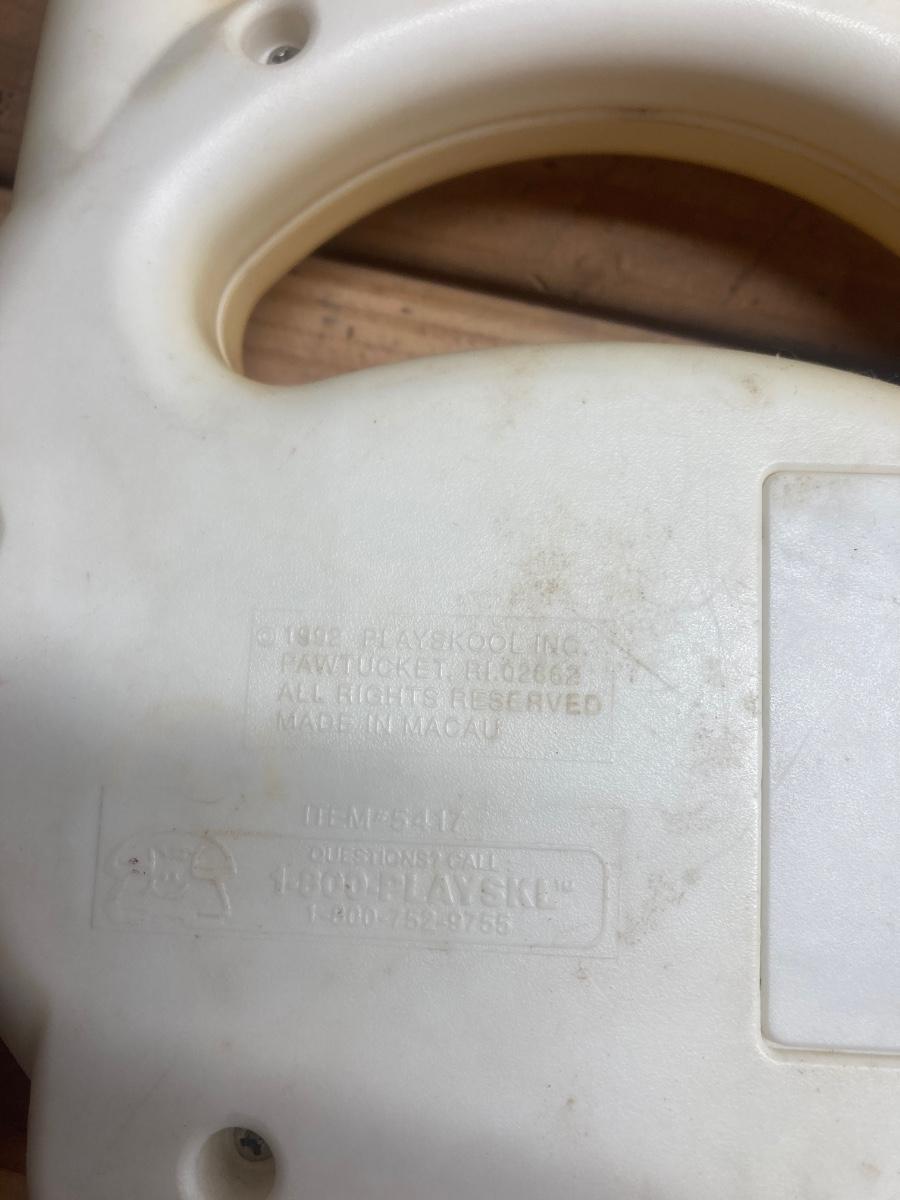 © 1992 PLAYSKOOL INC.
PAWTUCKET, RI.02862
ALL RIGHTS RESERVED
MADE IN MACAU
ITEM#5417
QUESTIONS? CALL
1-800-PLAYSKL™
1-800-752-9755